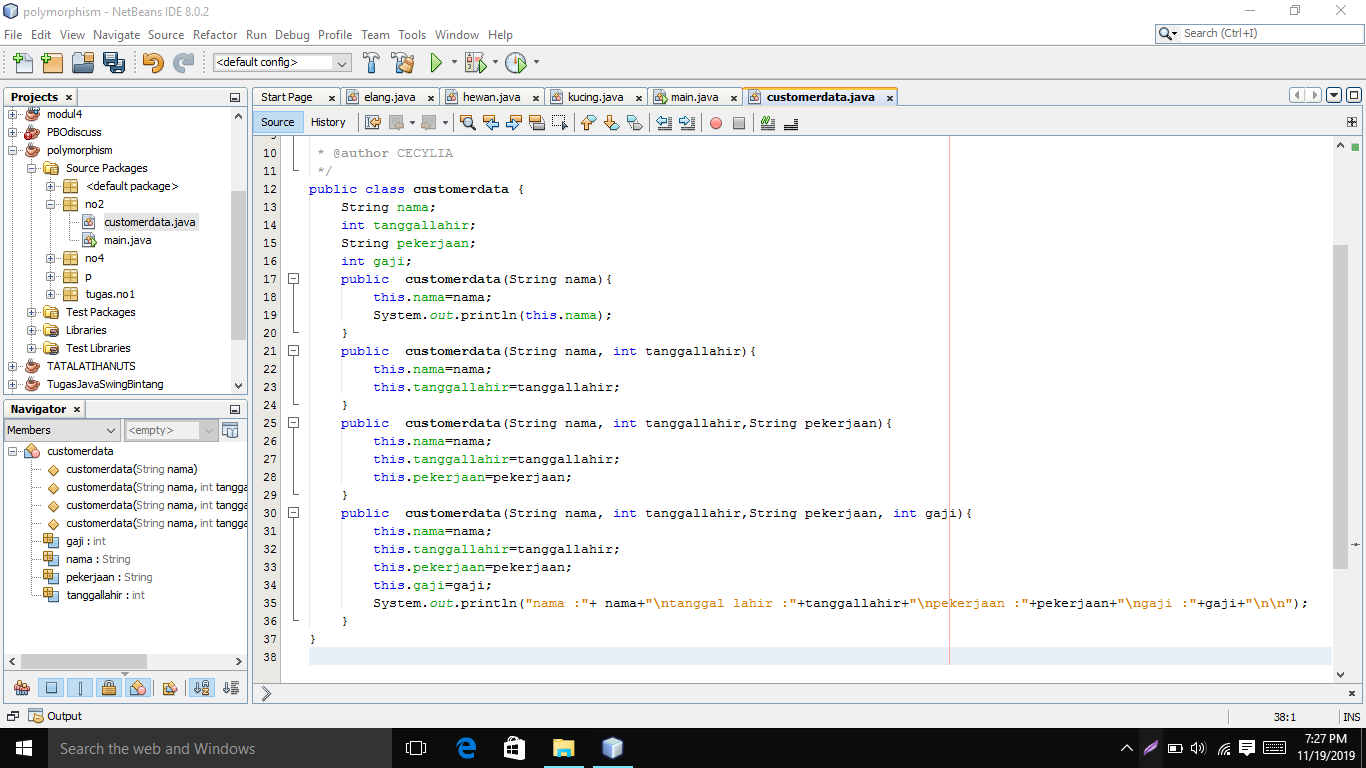 polymorphism - NetBeans IDE 8.0.2
File Edit View Navigate Source Refactor Run Debug Profile Team Tools Window Help
Search (Ctrl+I)
<default config>
Projects
modul4
PBOdiscuss
polymorphism
Source Packages
<default package>
no2
customerdata.java
main.java
no4
p
tugas.no1
Test Packages
Libraries
Test Libraries
TATALATIHANUTS
TugasJavaSwingBintang
Navigator
Members <empty>
customerdata
customerdata(String nama)
customerdata(String nama, int tangga
customerdata(String nama, int tangga
customerdata(String nama, int tangga
gaji : int
nama : String
pekerjaan : String
tanggallahir : int
Start Page elang.java hewan.java kucing.java main.java customerdata.java
Source History
10 * @author CECYLIA
11 */
12 public class customerdata {
13 String nama;
14 int tanggallahir;
15 String pekerjaan;
16 int gaji;
17 public  customerdata(String nama){
18 this.nama=nama;
19 System.out.println(this.nama);
20 }
21 public  customerdata(String nama, int tanggallahir){
22 this.nama=nama;
23 this.tanggallahir=tanggallahir;
24 }
25 public  customerdata(String nama, int tanggallahir,String pekerjaan){
26 this.nama=nama;
27 this.tanggallahir=tanggallahir;
28 this.pekerjaan=pekerjaan;
29 }
30 public  customerdata(String nama, int tanggallahir,String pekerjaan, int gaji){
31 this.nama=nama;
32 this.tanggallahir=tanggallahir;
33 this.pekerjaan=pekerjaan;
34 this.gaji=gaji;
35 System.out.println("nama :"+ nama+"\ntanggal lahir :"+tanggallahir+"\npekerjaan :"+pekerjaan+"\ngaji :"+gaji+"\n\n");
36 }
37 }
38
Output
38:1 INS
Search the web and Windows
7:27 PM
11/19/2019